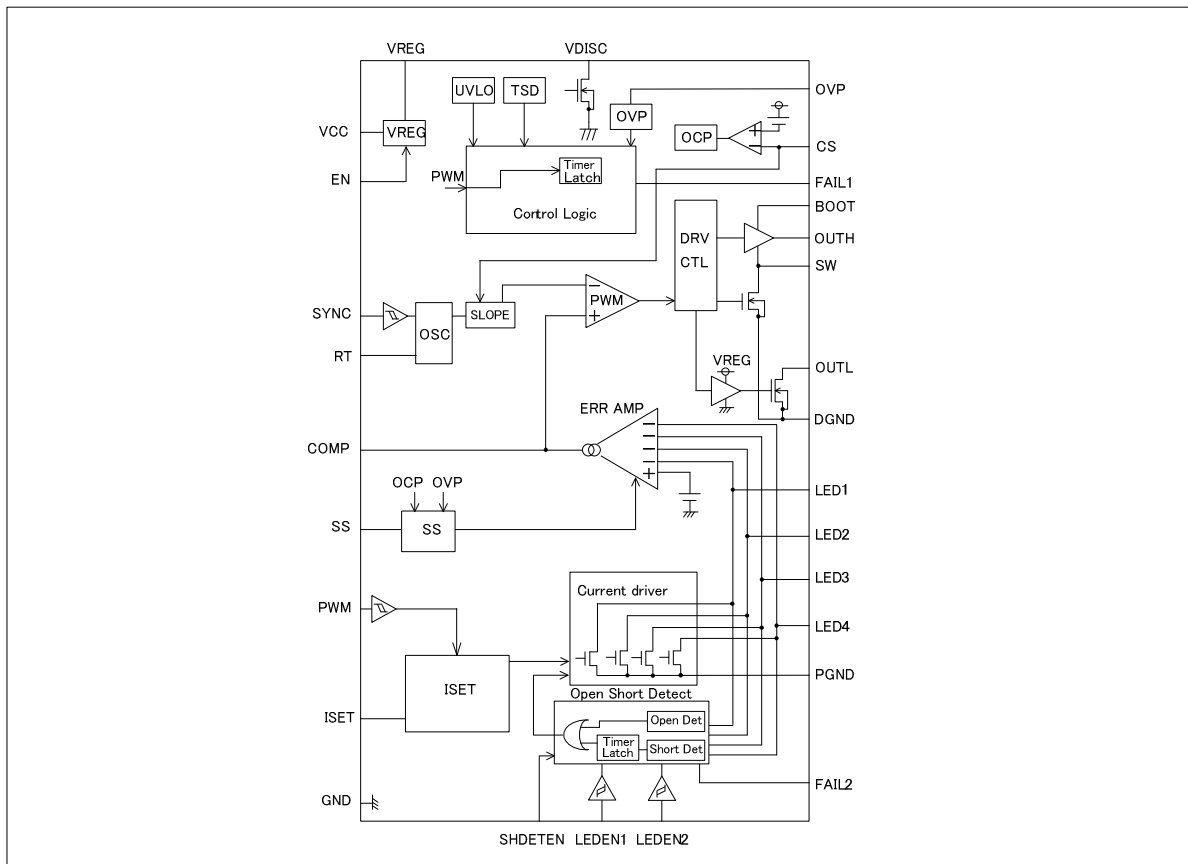 VREG
VDISC
UVLO
TSD
OVP
OVP
VCC
VREG
OCP
+
−
CS
EN
PWM
Timer
Latch
FAIL1
Control Logic
BOOT
DRV
CTL
OUTH
SW
SYNC
OSC
SLOPE
−
PWM
+
RT
VREG
OUTL
ERR AMP
DGND
COMP
−
−
−
−
+
OCP
OVP
LED1
SS
SS
LED2
Current driver
LED3
PWM
LED4
ISET
PGND
Open Short Detect
ISET
Open Det
Timer
Latch
Short Det
FAIL2
GND
SHDETEN
LEDEN1
LEDEN2